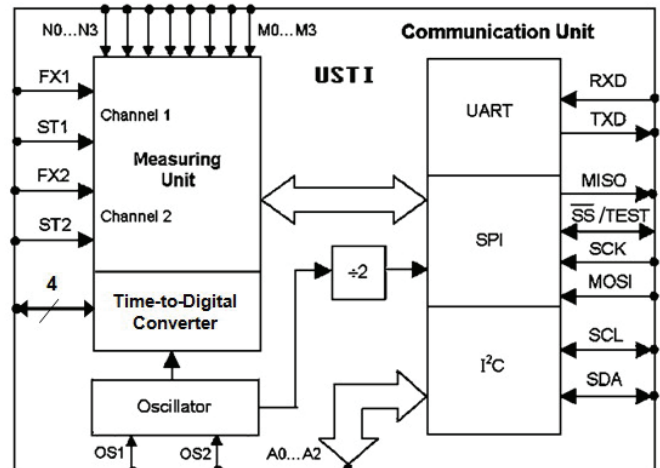 N0...N3
M0...M3
Communication Unit
USTI
FX1
Channel 1
ST1
Measuring
Unit
FX2
Channel 2
ST2
4
Time-to-Digital
Converter
Oscillator
OS1
OS2
÷2
A0...A2
UART
RXD
TXD
SPI
MISO
SS/TEST
SCK
MOSI
I²C
SCL
SDA